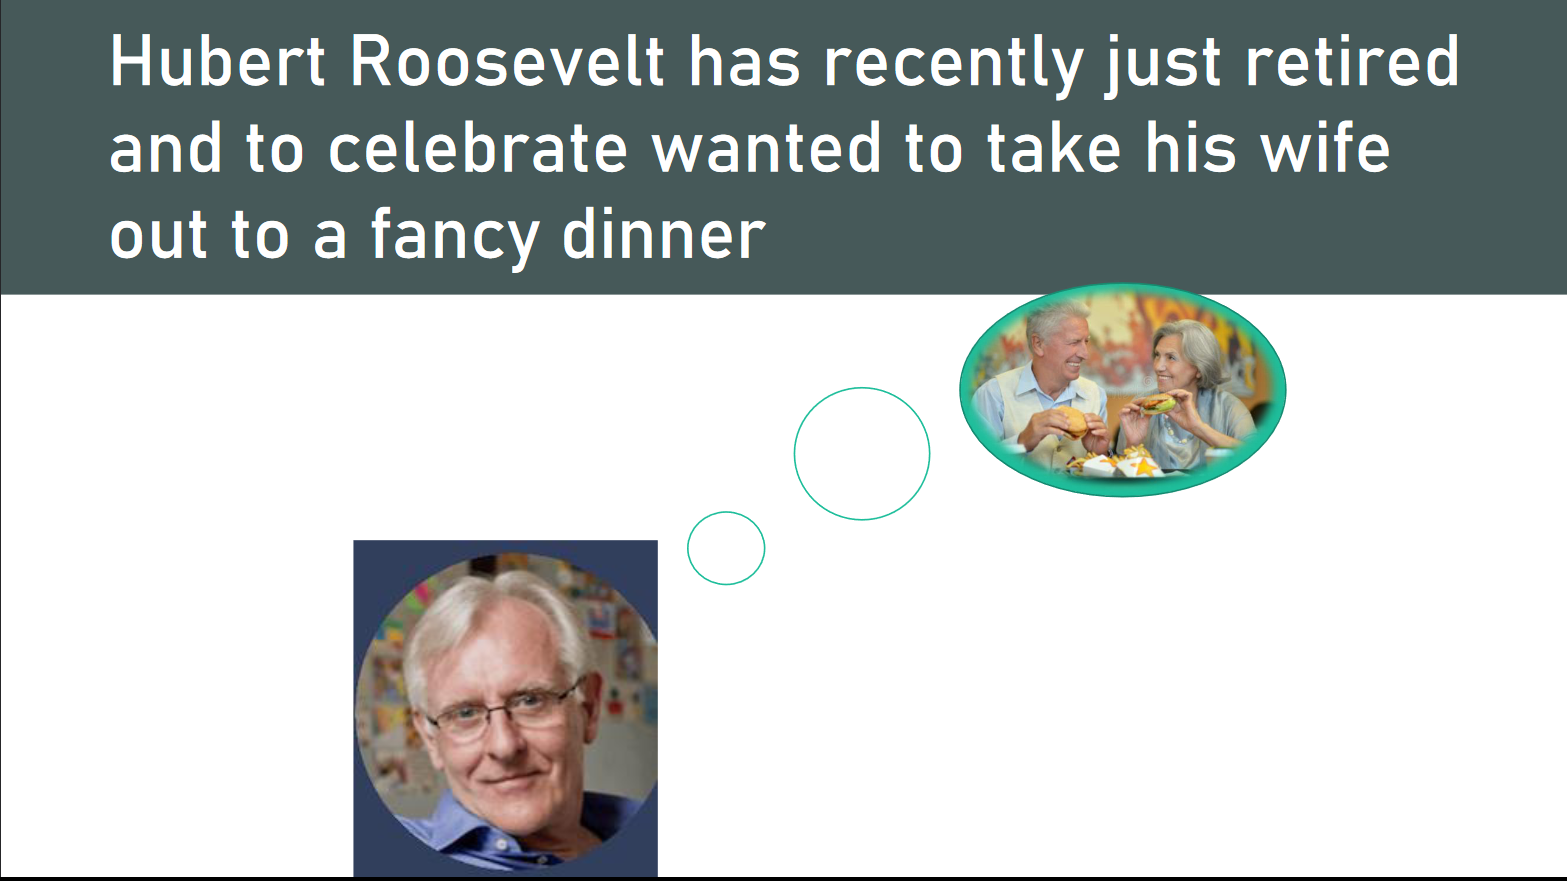 Hubert Roosevelt has recently just retired
and to celebrate wanted to take his wife
out to a fancy dinner